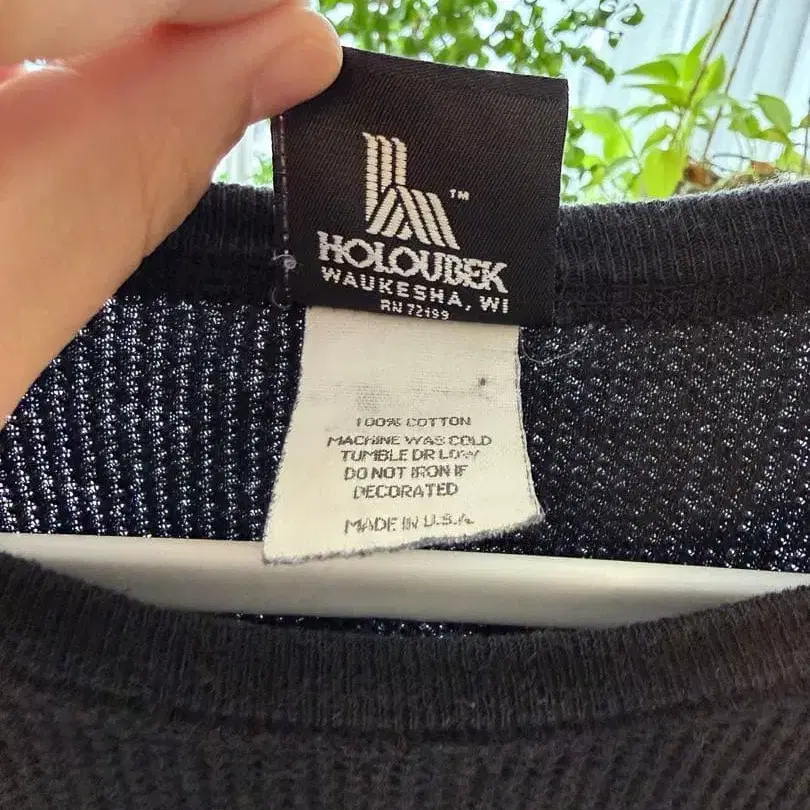 TM
HOLOUBEK
WAUKESHA, WI
RN 72199
100% COTTON
MACHINE WAS COLD
TUMBLE DR LOW
DO NOT IRON IF
DECORATED
MADE IN U.S.A.